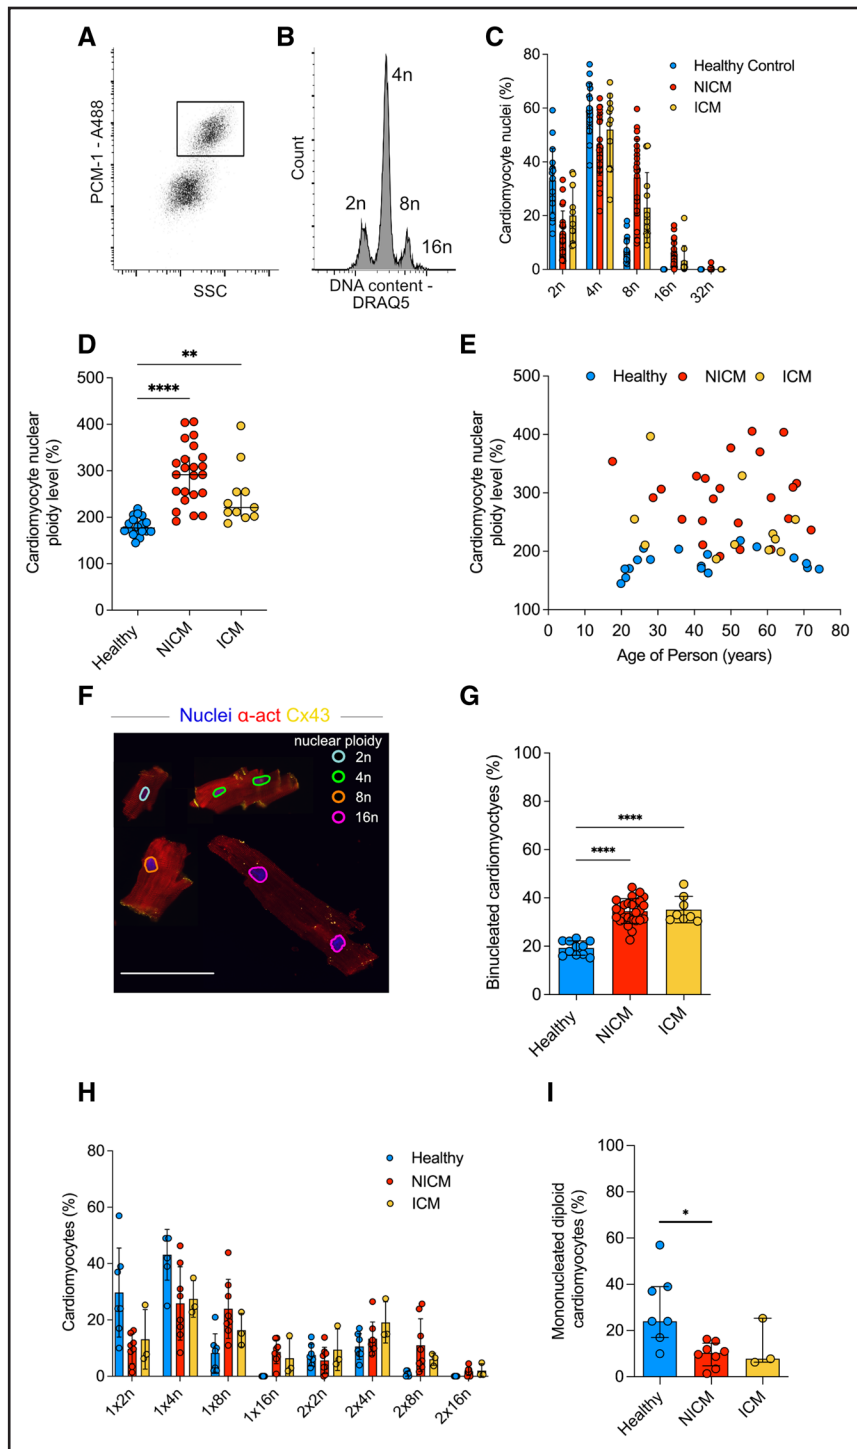 A
PCM-1 - A488
SSC
B
Count
2n
4n
8n
16n
DNA content -
DRAQ5
C
Cardiomyocyte nuclei (%)
80
60
40
20
0
Healthy Control
NICM
ICM
2n
4n
8n
16n
32n
D
Cardiomyocyte nuclear
ploidy level (%)
500
400
300
200
100
0
**
****
Healthy
NICM
ICM
E
Cardiomyocyte nuclear
ploidy level (%)
500
400
300
200
100
Healthy
NICM
ICM
0
10
20
30
40
50
60
70
80
Age of Person (years)
F
Nuclei α-act Cx43
nuclear ploidy
2n
4n
8n
16n
G
Binucleated cardiomyoctyes (%)
100
80
60
40
20
0
****
****
Healthy
NICM
ICM
H
Cardiomyocytes (%)
80
60
40
20
0
Healthy
NICM
ICM
1x2n
1x4n
1x8n
1x16n
2x2n
2x4n
2x8n
2x16n
I
Mononucleated diploid
cardiomyocytes (%)
100
80
60
40
20
0
*
Healthy
NICM
ICM